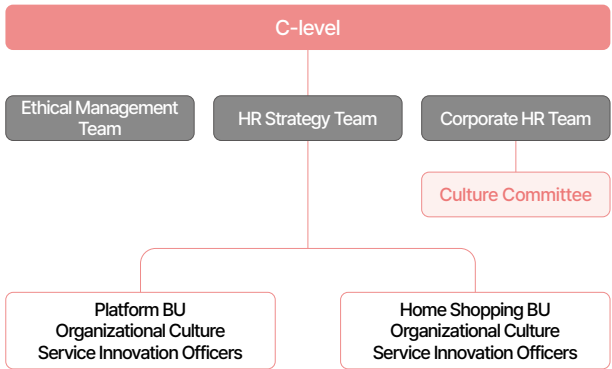 C-level
Ethical Management
Team
HR Strategy Team
Corporate HR Team
Culture Committee
Platform BU
Organizational Culture
Service Innovation Officers
Home Shopping BU
Organizational Culture
Service Innovation Officers